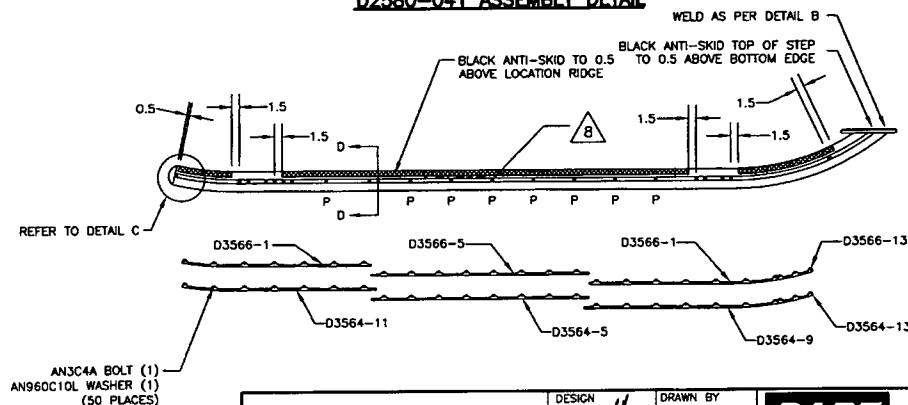 D2580-041 ASSEMBLY DETAIL
WELD AS PER DETAIL B
BLACK ANTI-SKID TO 0.5
ABOVE LOCATION RIDGE
BLACK ANTI-SKID TOP OF STEP
TO 0.5 ABOVE BOTTOM EDGE
0.5
1.5
1.5
8
1.5
1.5
1.5
D
D
P P P P P P P P
REFER TO DETAIL C
D3566-1
D3566-5
D3566-1
D3566-13
D3564-11
D3564-5
D3564-9
D3564-13
AN3C4A BOLT (1)
AN960C10L WASHER (1)
(50 PLACES)
DESIGN
DRAWN BY